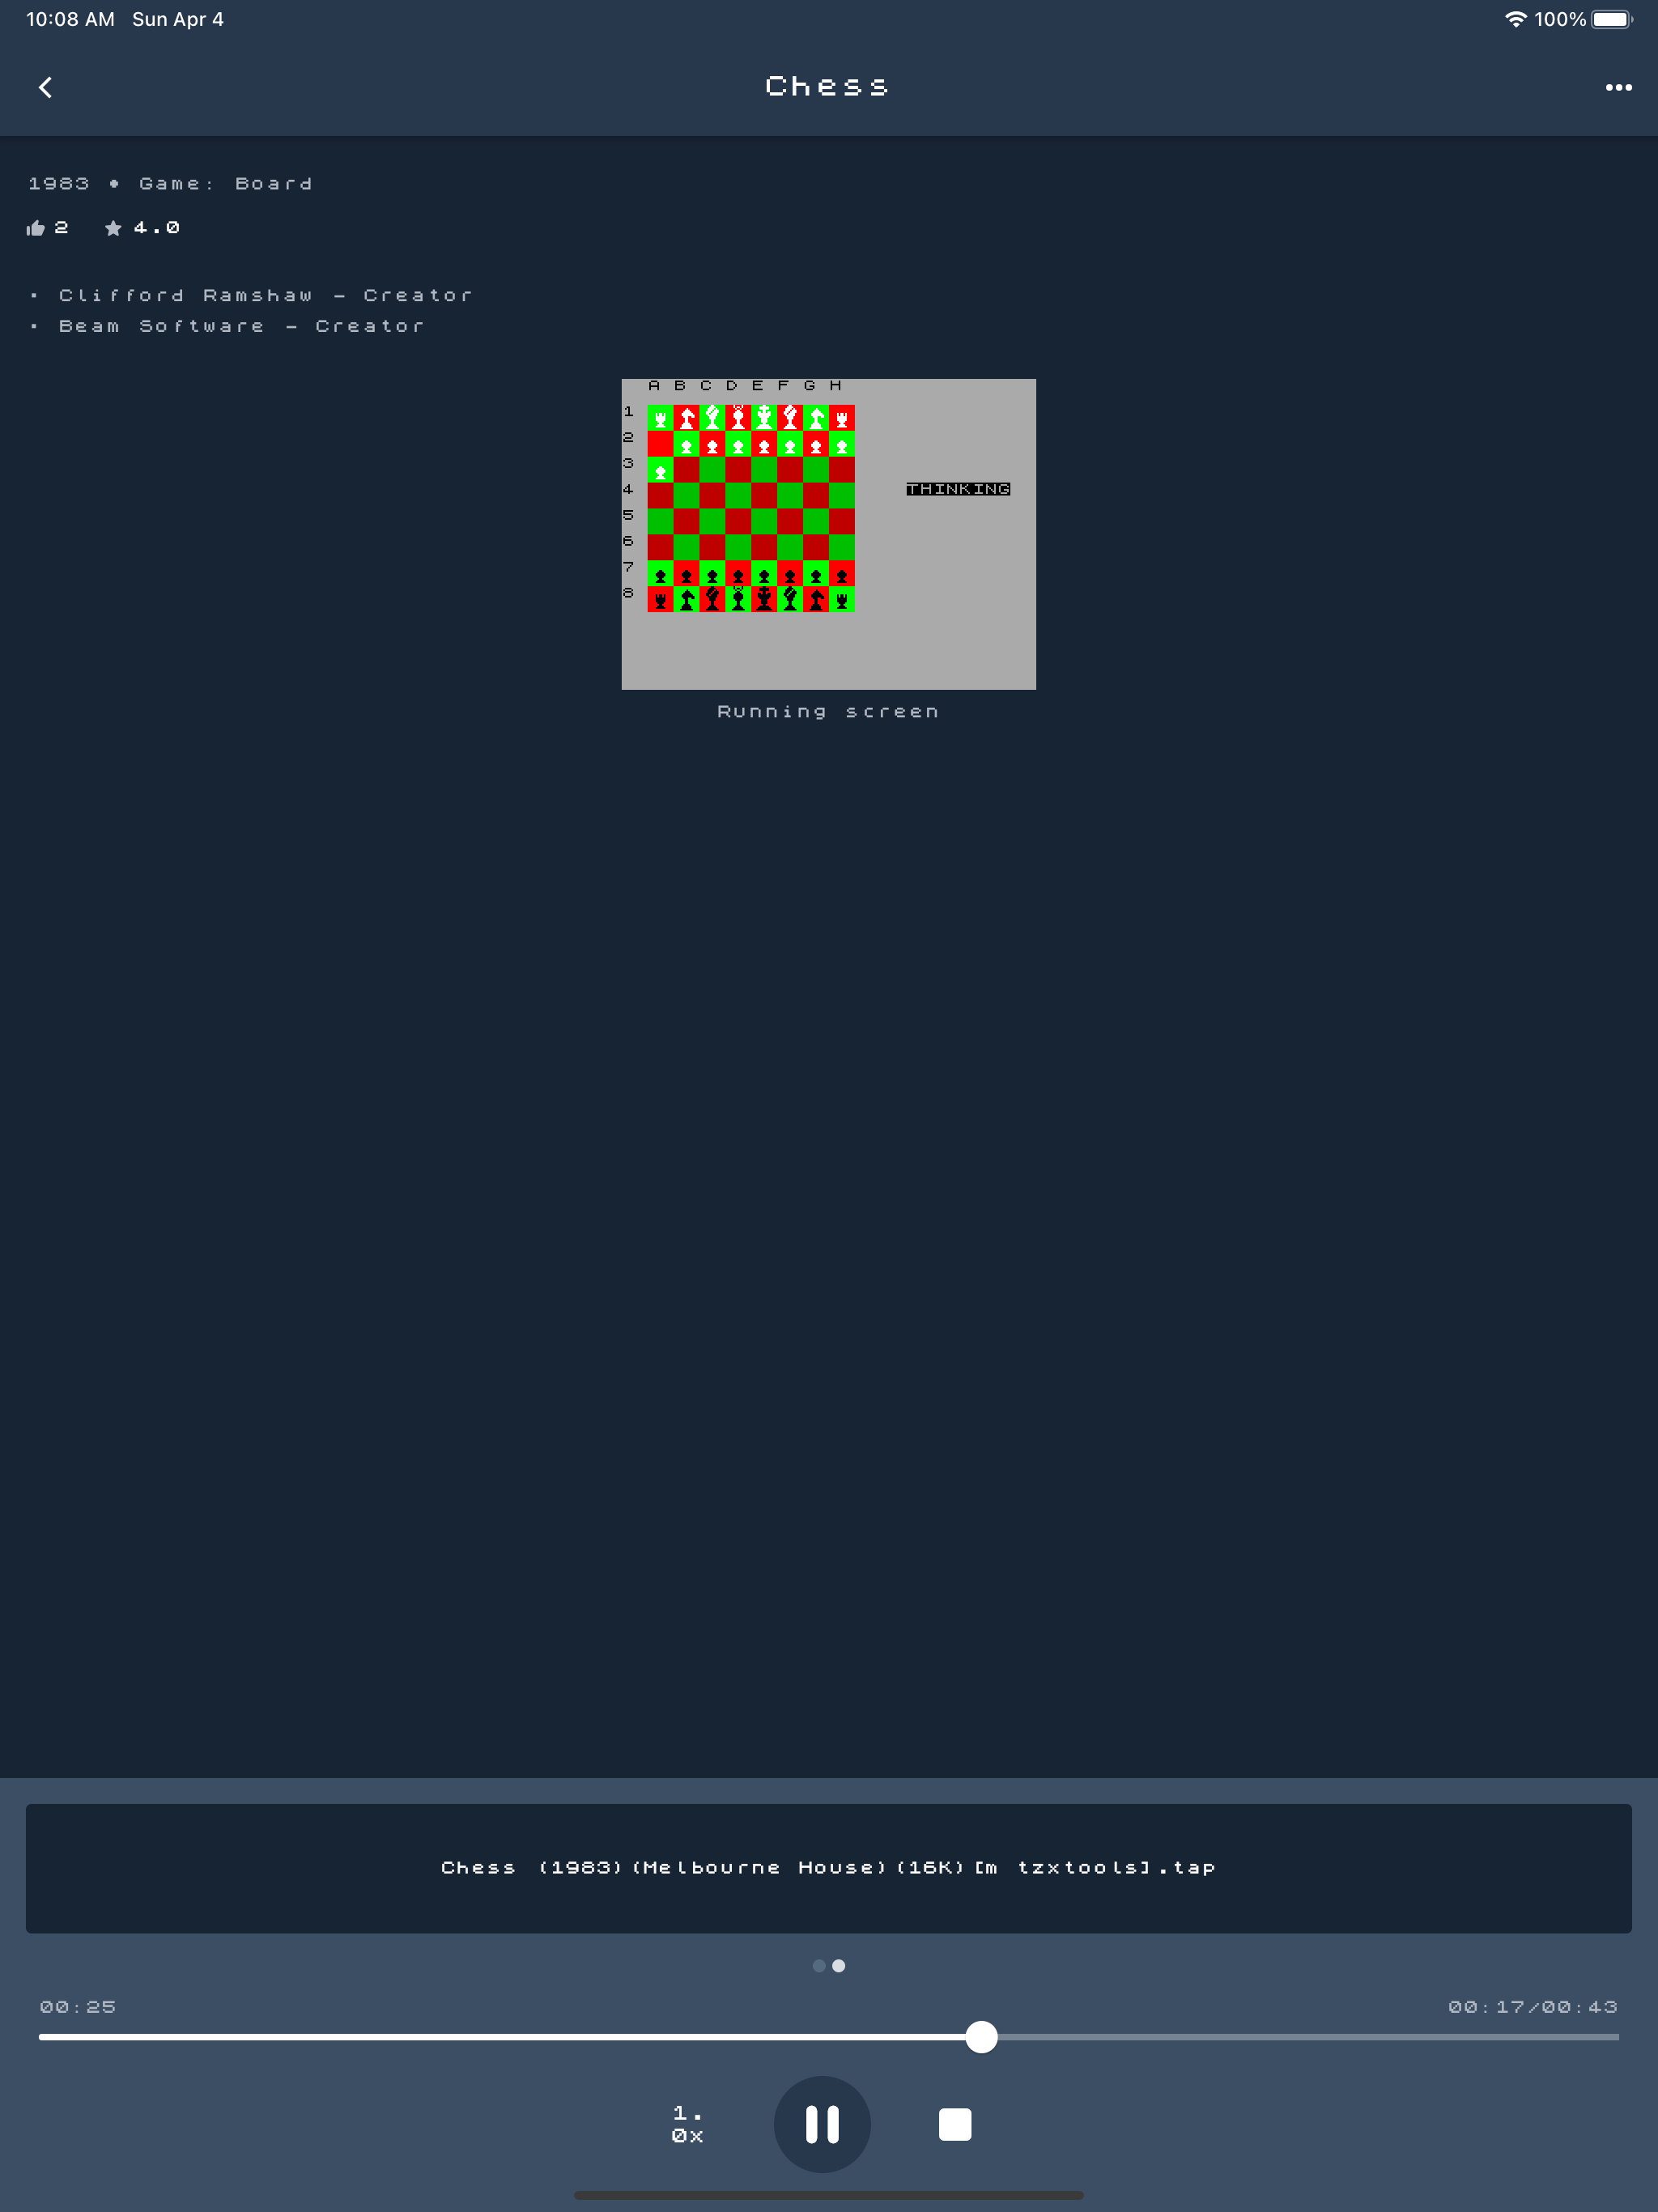 10:08 AM Sun Apr 4 100%
Chess
1983 • Game: Board
2 4.0
• Clifford Ramshaw - Creator
• Beam Software - Creator
A B C D E F G H
1
2
3
4 THINKING
5
6
7
8
Running screen
Chess (1983)(Melbourne House)(16K)[m tzxtools].tap
00:25 00:17/00:43
1.
0x